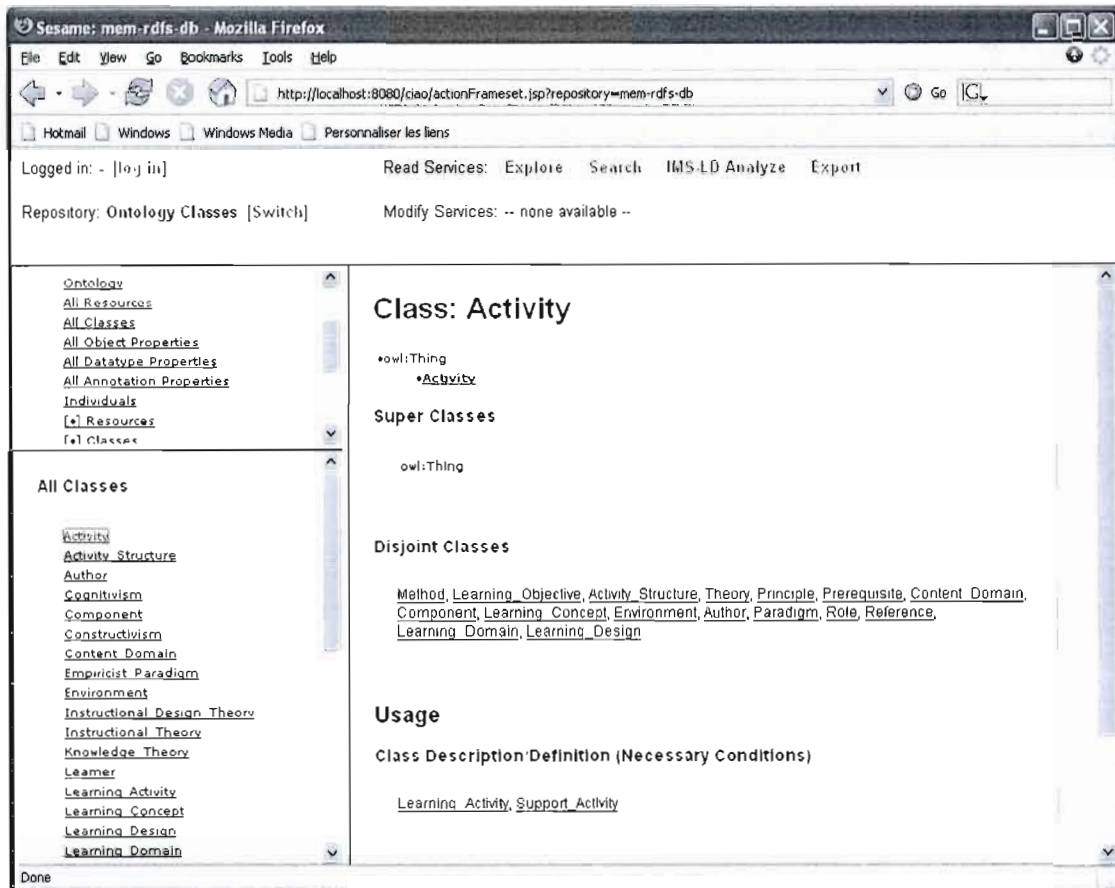 Sesame: mem-rdfs-db - Mozilla Firefox
File Edit View Go Bookmarks Tools Help
http://localhost:8080/ciao/actionFrameset.jsp?repository=mem-rdfs-db Go
Hotmail Windows Windows Media Personnaliser les liens
Logged in: - [log in] Read Services: Explore Search IMS-LD Analyze Export
Repository: Ontology Classes [Switch] Modify Services: -- none available --
Ontology
All Resources
All Classes
All Object Properties
All Datatype Properties
All Annotation Properties
Individuals
[+] Resources
[+] Classes
All Classes
Activity
Activity_Structure
Author
Cognitivism
Component
Constructivism
Content_Domain
Empiricist_Paradigm
Environment
Instructional_Design_Theory
Instructional_Theory
Knowledge_Theory
Learner
Learning_Activity
Learning_Concept
Learning_Design
Learning_Domain
Class: Activity
•owl:Thing
•Activity
Super Classes
owl:Thing
Disjoint Classes
Method, Learning_Objective, Activity_Structure, Theory, Principle, Prerequisite, Content_Domain,
Component, Learning_Concept, Environment, Author, Paradigm, Role, Reference,
Learning_Domain, Learning_Design
Usage
Class Description/Definition (Necessary Conditions)
Learning_Activity, Support_Activity
Done